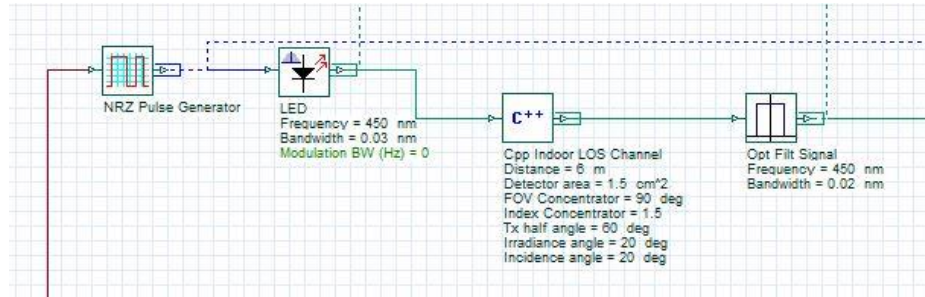 NRZ Pulse Generator
LED
Frequency = 450 nm
Bandwidth = 0.03 nm
Modulation BW (Hz) = 0
C++
Cpp Indoor LOS Channel
Distance = 6 m
Detector area = 1.5 cm^2
FOV Concentrator = 90 deg
Index Concentrator = 1.5
Tx half angle = 60 deg
Irradiance angle = 20 deg
Incidence angle = 20 deg
Opt Filt Signal
Frequency = 450 nm
Bandwidth = 0.02 nm